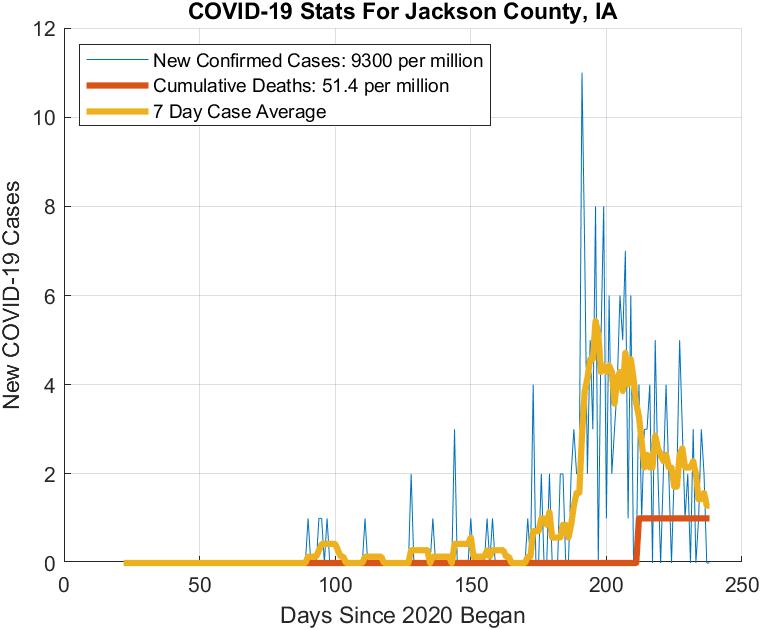 COVID-19 Stats For Jackson County, IA
New Confirmed Cases: 9300 per million
Cumulative Deaths: 51.4 per million
7 Day Case Average
12
10
8
6
4
2
0
New COVID-19 Cases
0 50 100 150 200 250
Days Since 2020 Began